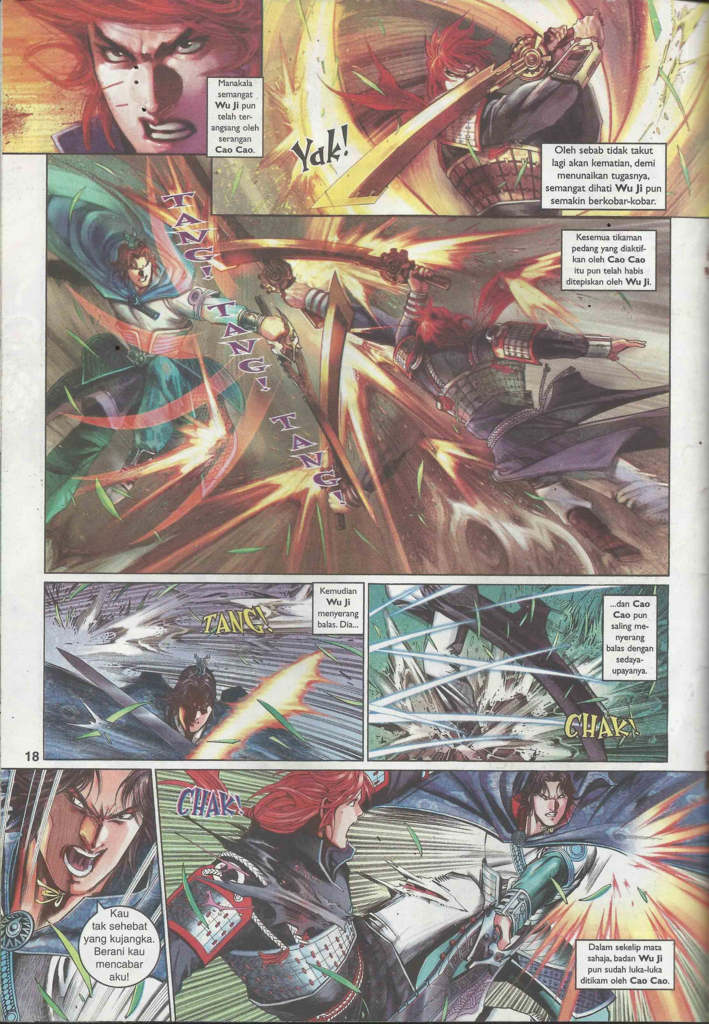 Manakala
semangat
Wu Ji pun
telah ter-
angsang oleh
serangan
Cao Cao.
Yak!
Oleh sebab tidak takut
lagi akan kematian, demi
menunaikan tugasnya,
semangat dihati Wu Ji pun
semakin berkobar-kobar.
TANG!
TANG!
TANG!
Kesemua tikaman
pedang yang diaktif-
kan oleh Cao Cao
itu pun telah habis
ditepiskan oleh Wu Ji.
TANG!
Kemudian
Wu Ji
menyerang
balas. Dia...
...dan Cao
Cao pun
saling me-
nyerang
balas dengan
sedaya-
upayanya.
CHAK!
18
Kau
tak sehebat
yang kujangka.
Berani kau
mencabar
aku!
CHAK!
Dalam sekelip mata
sahaja, badan Wu Ji
pun sudah luka-luka
ditikam oleh Cao Cao.